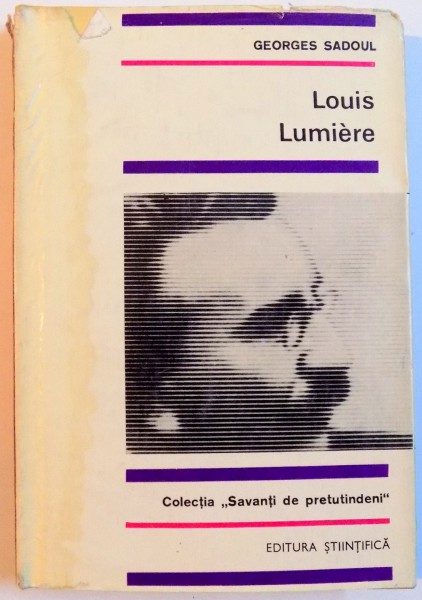 GEORGES SADOUL
Louis
Lumière
Colecția „Savanți de pretutindeni"
EDITURA ȘTIINȚIFICĂ